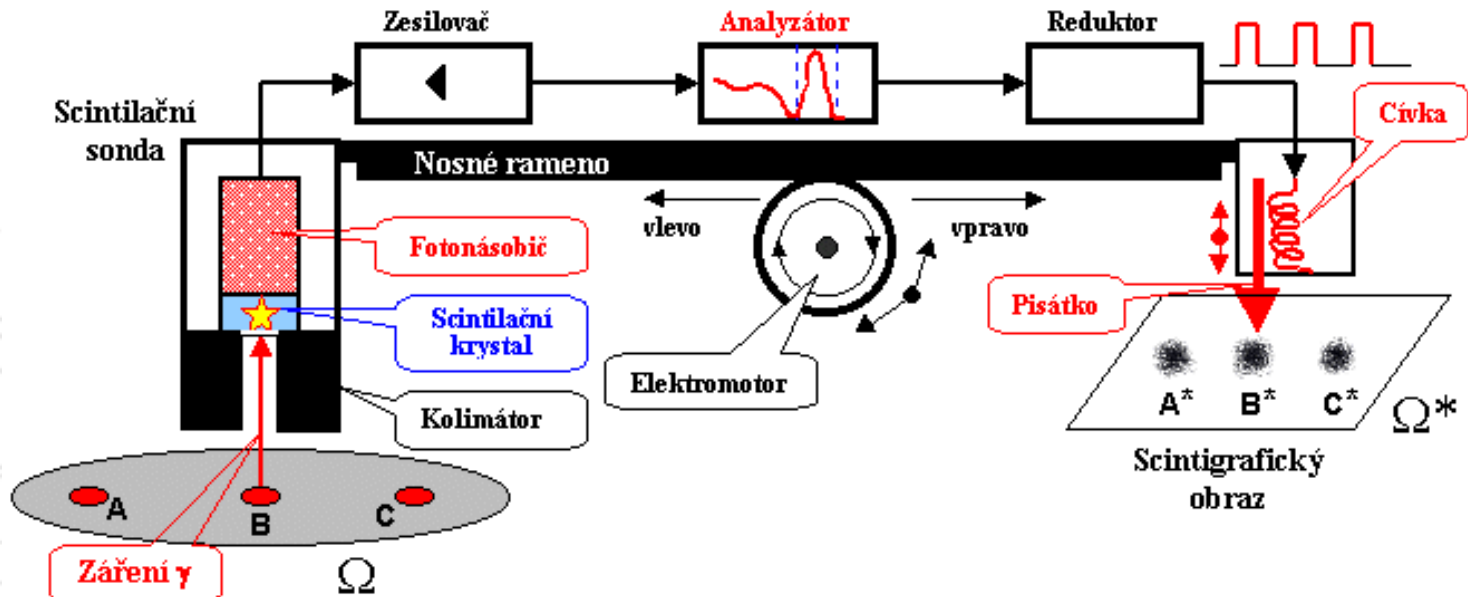 Zesilovač
Analyzátor
Reduktor
Scintilační
sonda
Cívka
Nosné rameno
vlevo
vpravo
Fotonásobič
Pisátko
Scintilační
krystal
Elektromotor
Kolimátor
A* B* C*
Ω*
Scintigrafický
obraz
A B C
Záření γ
Ω